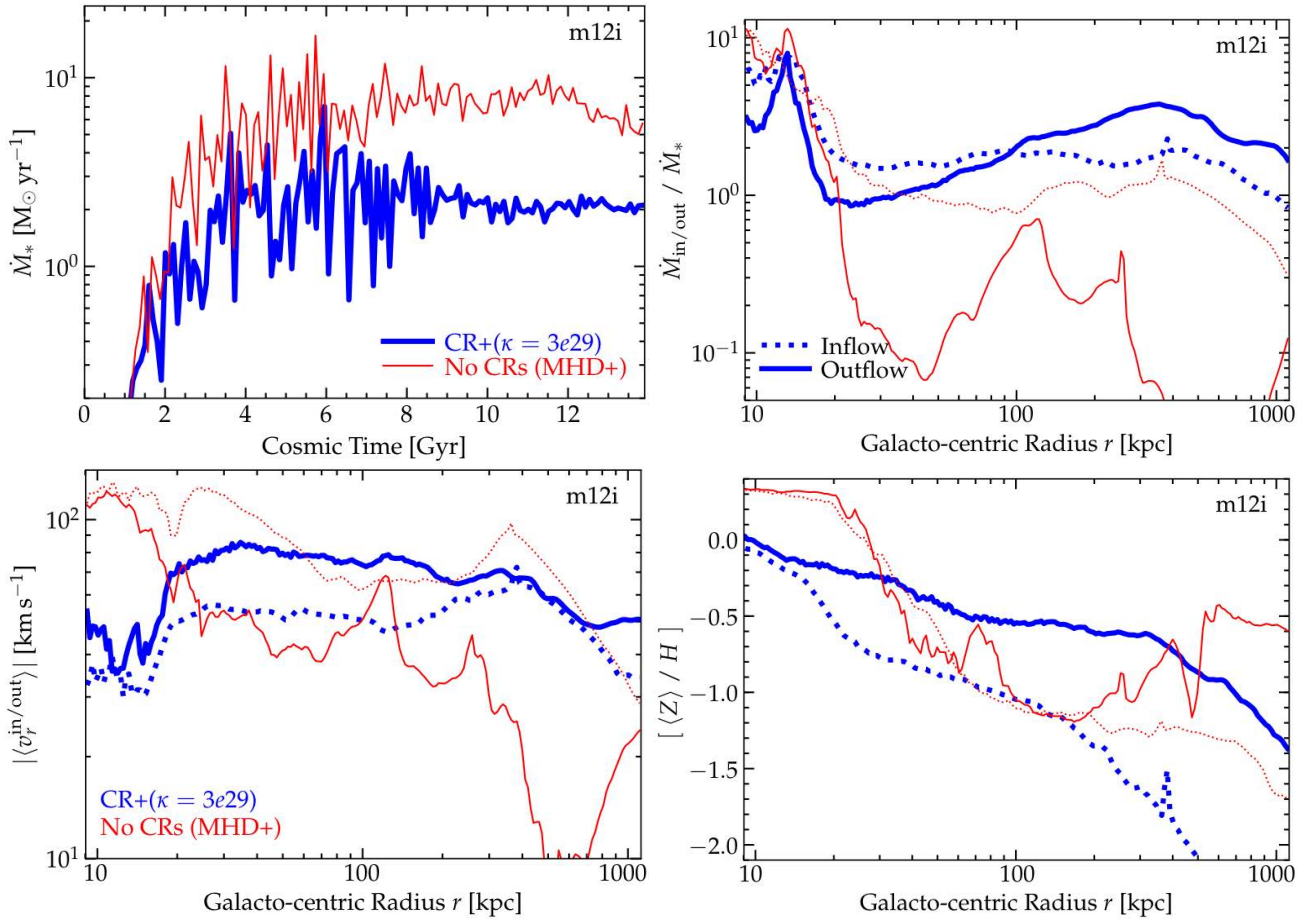 m12i
10¹
10⁰
Ṁ* [M⊙ yr⁻¹]
CR+(κ = 3e29)
No CRs (MHD+)
0 2 4 6 8 10 12
Cosmic Time [Gyr]
m12i
10¹
10⁰
10⁻¹
Ṁin/out / Ṁ*
Inflow
Outflow
10 100 1000
Galacto-centric Radius r [kpc]
m12i
10²
10¹
|⟨v_r^in/out⟩| [km s⁻¹]
CR+(κ = 3e29)
No CRs (MHD+)
10 100 1000
Galacto-centric Radius r [kpc]
m12i
0.0
−0.5
−1.0
−1.5
−2.0
[ ⟨Z⟩ / H ]
10 100 1000
Galacto-centric Radius r [kpc]